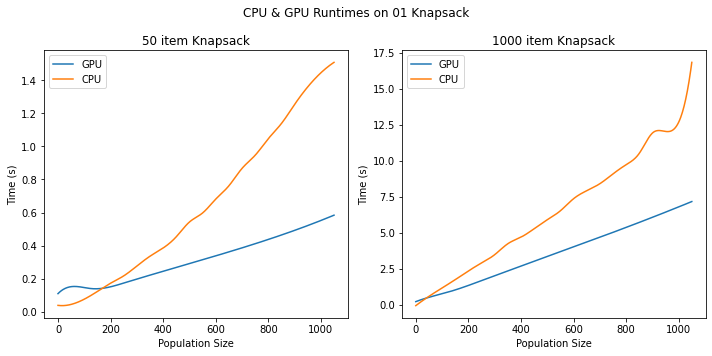 CPU & GPU Runtimes on 01 Knapsack
50 item Knapsack
GPU
CPU
1.4
1.2
1.0
0.8
0.6
0.4
0.2
0.0
Time (s)
0
200
400
600
800
1000
Population Size
1000 item Knapsack
GPU
CPU
17.5
15.0
12.5
10.0
7.5
5.0
2.5
0.0
Time (s)
0
200
400
600
800
1000
Population Size